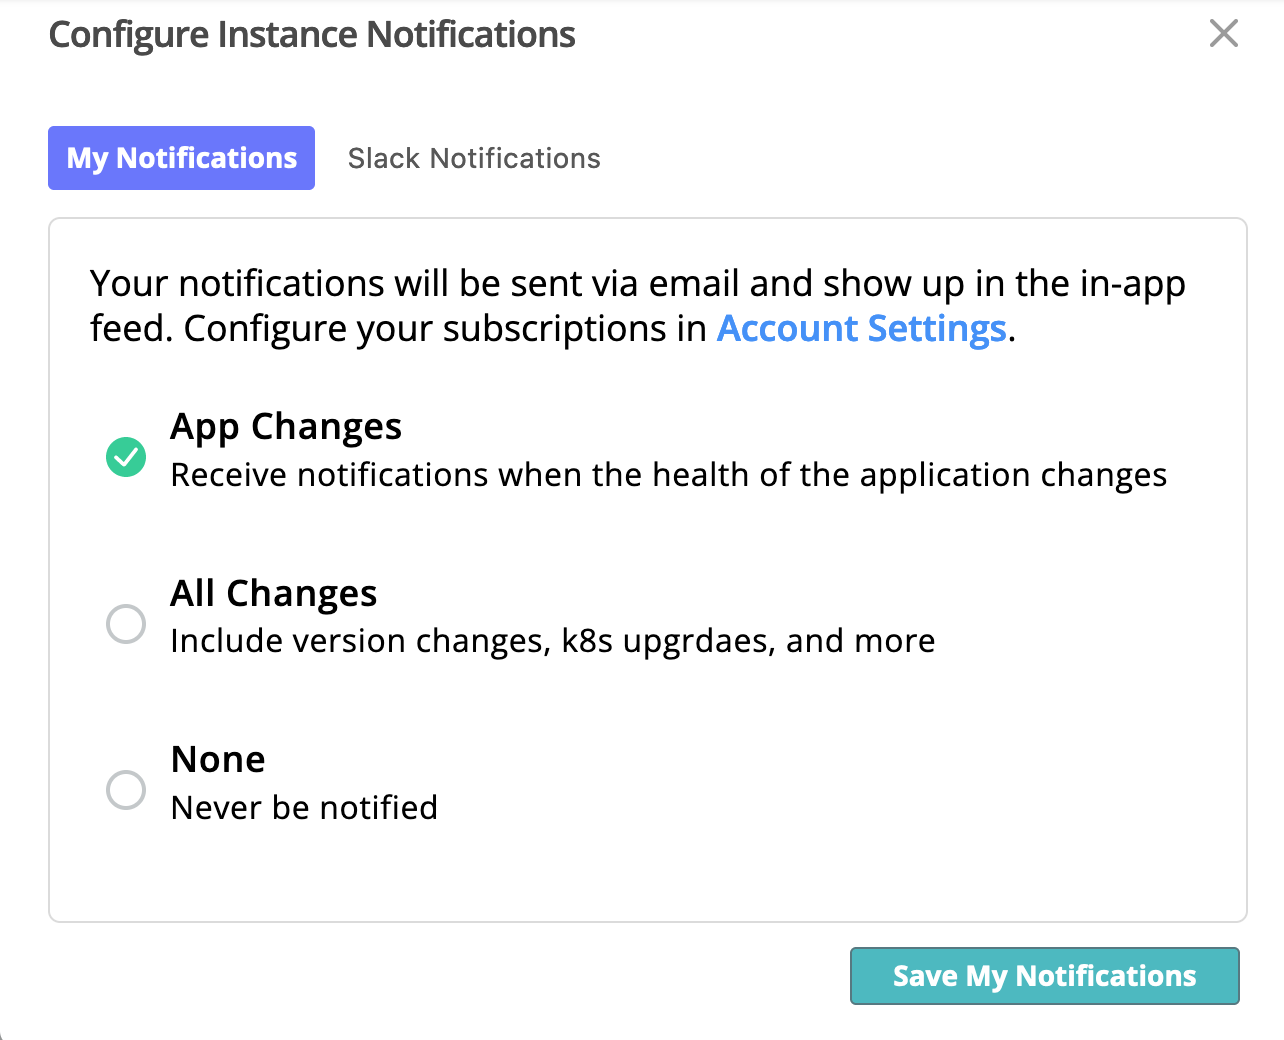 Configure Instance Notifications
My Notifications
Slack Notifications
Your notifications will be sent via email and show up in the in-app
feed. Configure your subscriptions in Account Settings.
App Changes
Receive notifications when the health of the application changes
All Changes
Include version changes, k8s upgrdaes, and more
None
Never be notified
Save My Notifications